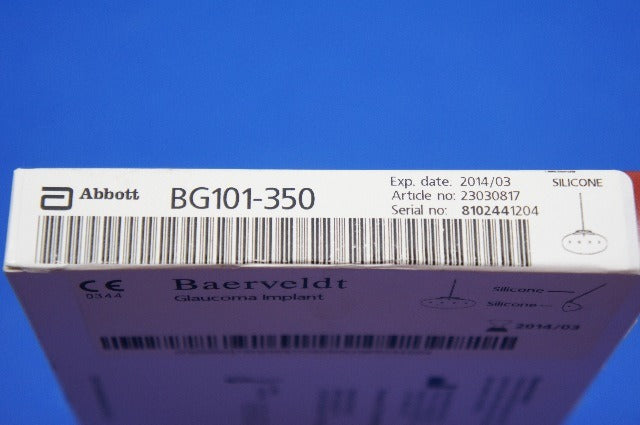 Abbott BG101-350
Exp. date. 2014/03
Article no: 23030817
Serial no: 8102441204
SILICONE
CE
0344
Baerveldt
Glaucoma Implant
Silicone
Silicone
2014/03